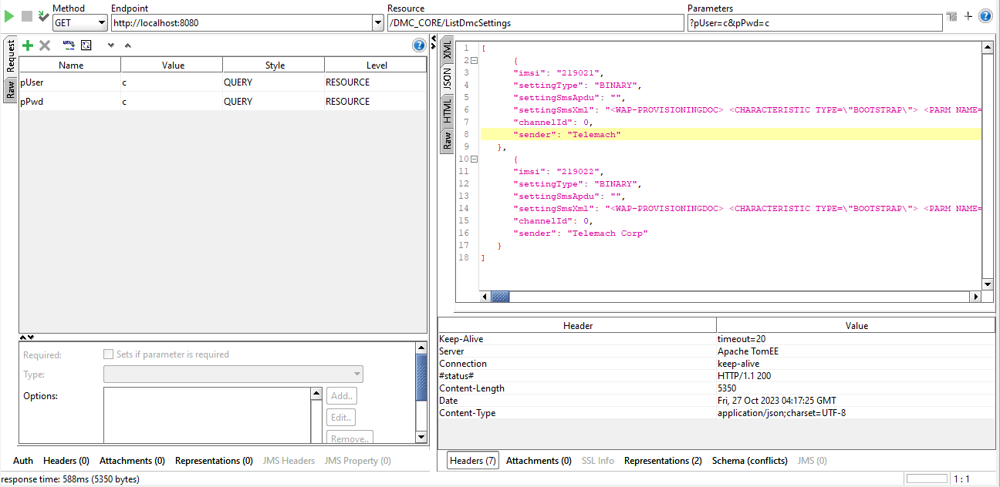 Method Endpoint Resource Parameters
GET http://localhost:8080 /DMC_CORE/ListDmcSettings ?pUser=c&pPwd=c
Request
Raw
Name Value Style Level
pUser c QUERY RESOURCE
pPwd c QUERY RESOURCE
Required: Sets if parameter is required
Type:
Options:
Add..
Edit..
Remove..
Auth Headers (0) Attachments (0) Representations (0) JMS Headers JMS Property (0)
XML
JSON
HTML
Raw
1 [
2 {
3 "imsi": "219021",
4 "settingType": "BINARY",
5 "settingSmsApdu": "",
6 "settingSmsXml": "<WAP-PROVISIONINGDOC> <CHARACTERISTIC TYPE=\"BOOTSTRAP\"> <PARM NAME=
7 "channelId": 0,
8 "sender": "Telemach"
9 },
10 {
11 "imsi": "219022",
12 "settingType": "BINARY",
13 "settingSmsApdu": "",
14 "settingSmsXml": "<WAP-PROVISIONINGDOC> <CHARACTERISTIC TYPE=\"BOOTSTRAP\"> <PARM NAME=
15 "channelId": 0,
16 "sender": "Telemach Corp"
17 }
18 ]
Header Value
Keep-Alive timeout=20
Server Apache TomEE
Connection keep-alive
#status# HTTP/1.1 200
Content-Length 5350
Date Fri, 27 Oct 2023 04:17:25 GMT
Content-Type application/json;charset=UTF-8
Headers (7) Attachments (0) SSL Info Representations (2) Schema (conflicts) JMS (0)
response time: 588ms (5350 bytes) 1 : 1